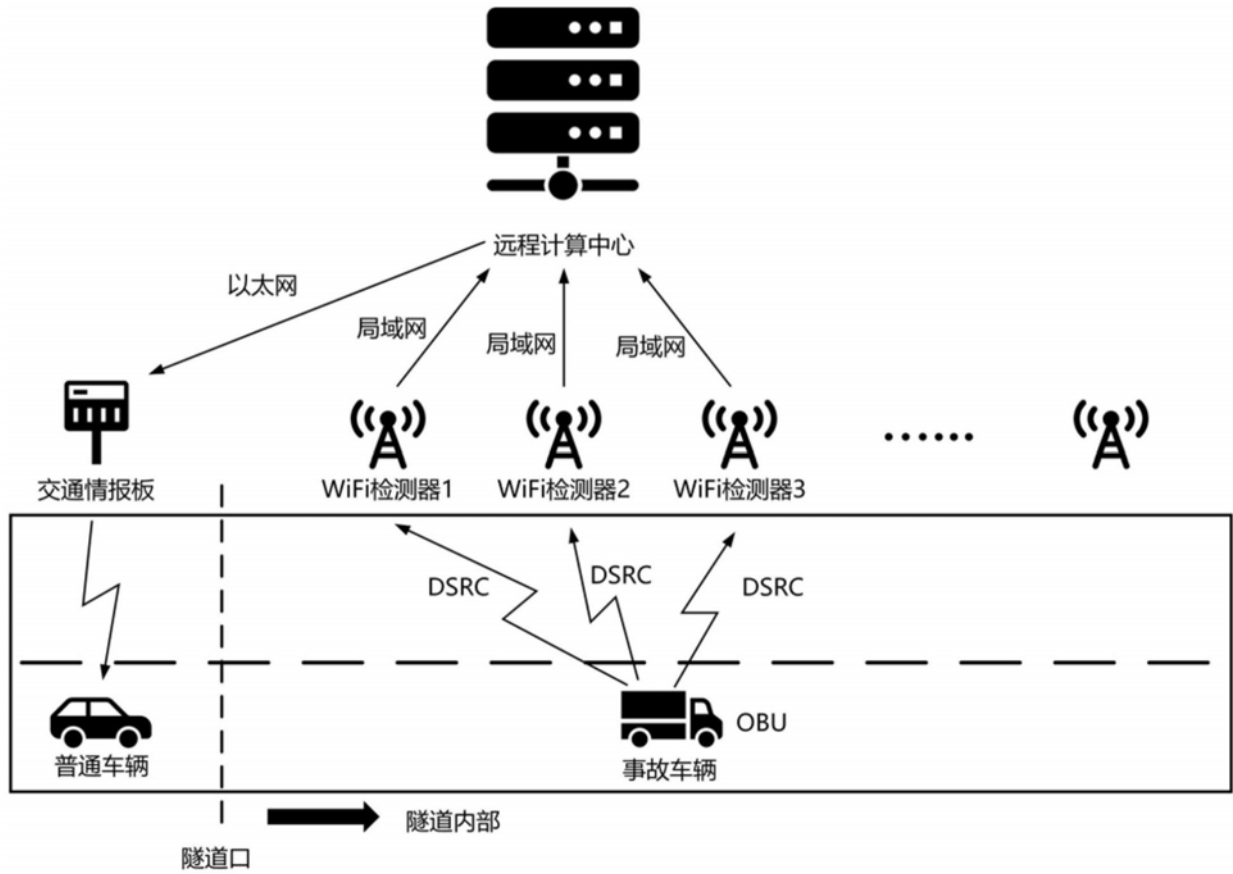 远程计算中心
以太网
局域网
局域网
局域网
交通情报板
WiFi检测器1
WiFi检测器2
WiFi检测器3
......
DSRC
DSRC
DSRC
OBU
普通车辆
事故车辆
隧道内部
隧道口